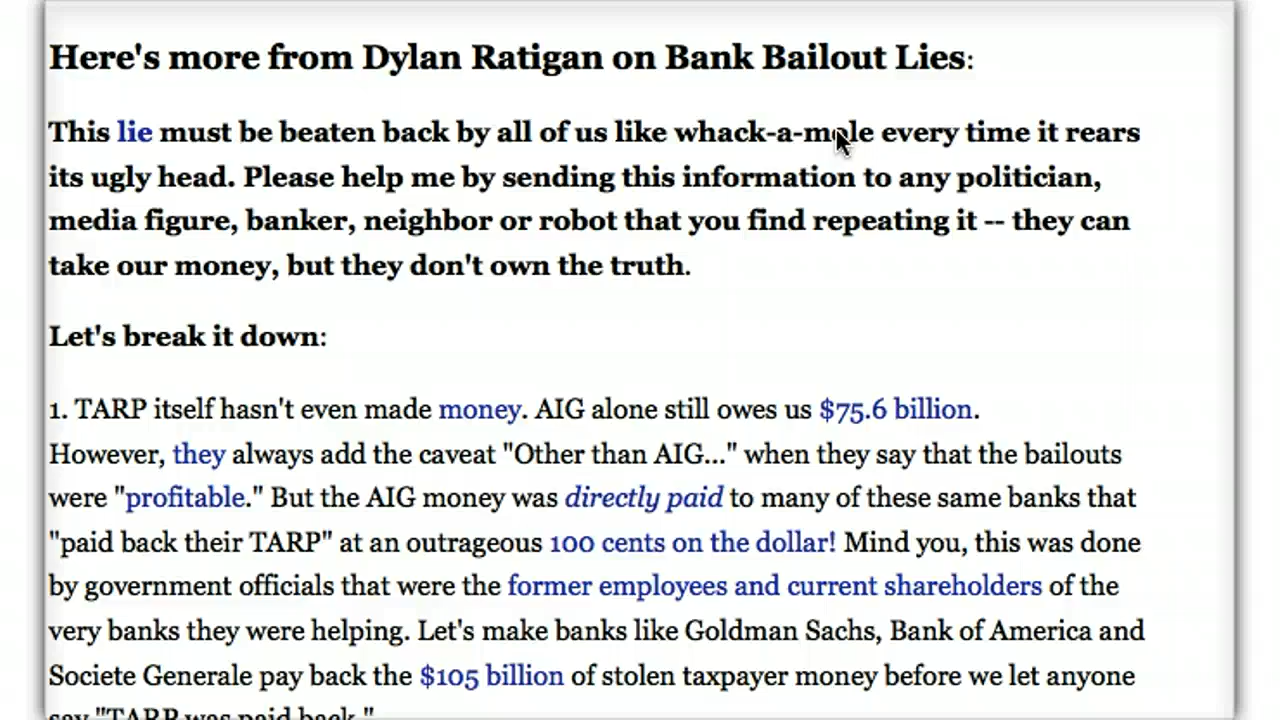 Here's more from Dylan Ratigan on Bank Bailout Lies:
This lie must be beaten back by all of us like whack-a-mole every time it rears
its ugly head. Please help me by sending this information to any politician,
media figure, banker, neighbor or robot that you find repeating it -- they can
take our money, but they don't own the truth.
Let's break it down:
1. TARP itself hasn't even made money. AIG alone still owes us $75.6 billion.
However, they always add the caveat "Other than AIG..." when they say that the bailouts
were "profitable." But the AIG money was directly paid to many of these same banks that
"paid back their TARP" at an outrageous 100 cents on the dollar! Mind you, this was done
by government officials that were the former employees and current shareholders of the
very banks they were helping. Let's make banks like Goldman Sachs, Bank of America and
Societe Generale pay back the $105 billion of stolen taxpayer money before we let anyone
say "TARP was paid back."